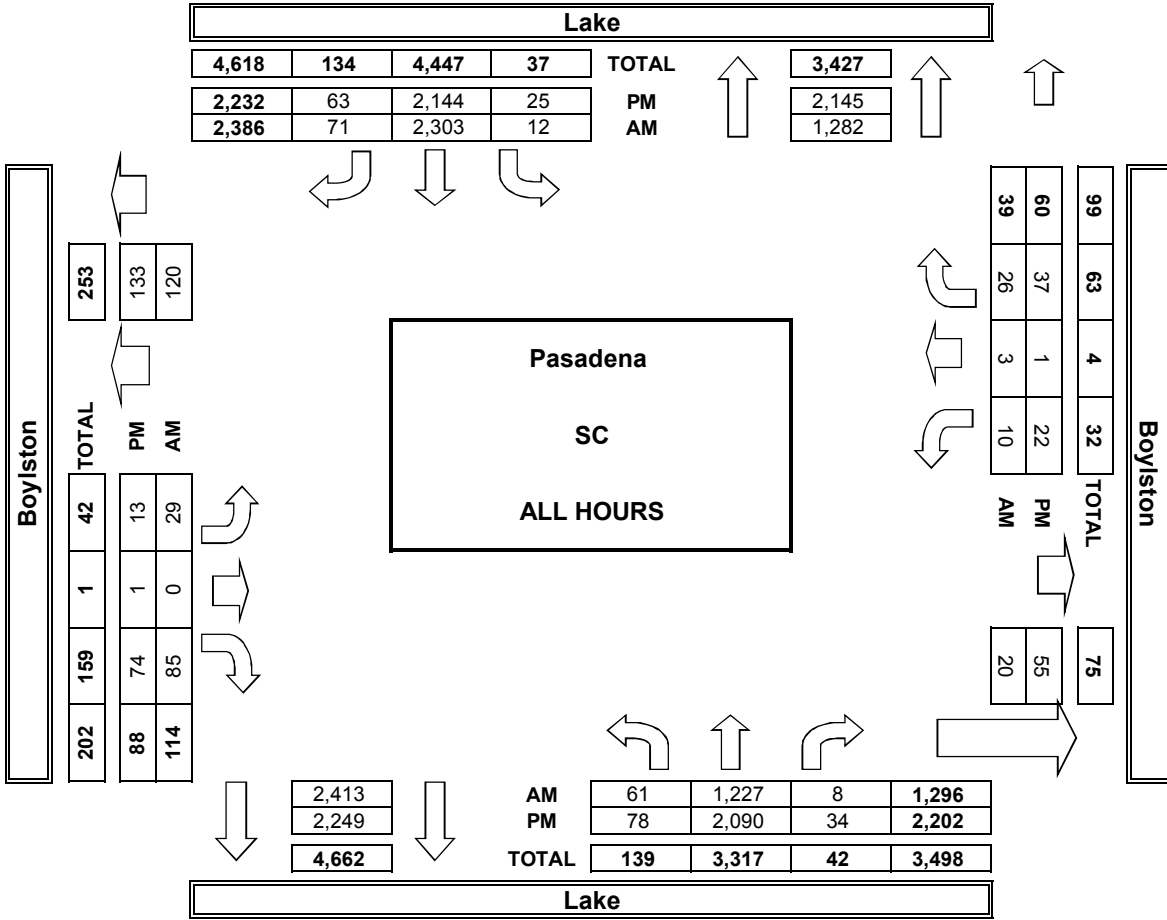 Lake
4,618 134 4,447 37 TOTAL 3,427
2,232 63 2,144 25 PM 2,145
2,386 71 2,303 12 AM 1,282
Boylston
253 133 120
TOTAL PM AM
42 13 29
1 1 0
159 74 85
202 88 114
Pasadena
SC
ALL HOURS
39 60 99
26 37 63
3 1 4
10 22 32
AM PM TOTAL
20 55 75
Boylston
2,413 AM 61 1,227 8 1,296
2,249 PM 78 2,090 34 2,202
4,662 TOTAL 139 3,317 42 3,498
Lake